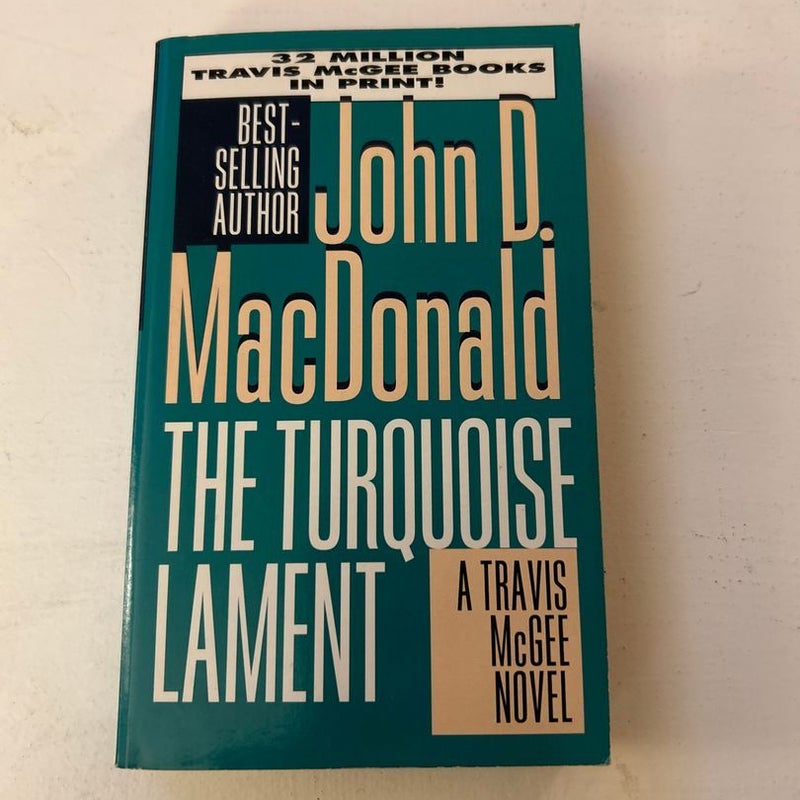 32 MILLION
TRAVIS McGEE BOOKS
IN PRINT!
BEST-
SELLING
AUTHOR
John D.
MacDonald
THE TURQUOISE
LAMENT
A TRAVIS
McGEE
NOVEL